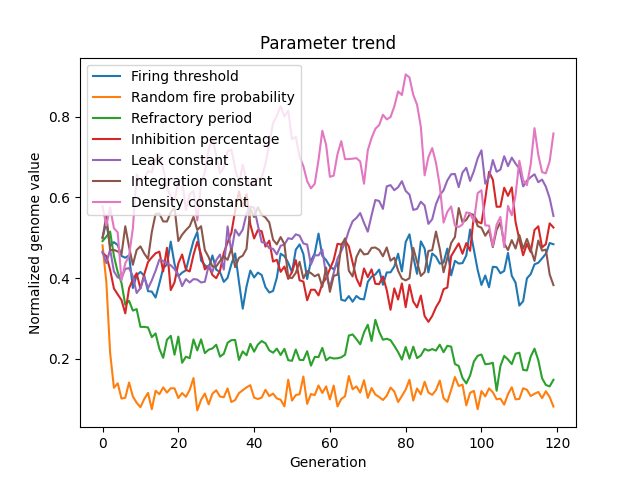 Parameter trend
Firing threshold
Random fire probability
Refractory period
Inhibition percentage
Leak constant
Integration constant
Density constant
0.8
0.6
0.4
0.2
Normalized genome value
0 20 40 60 80 100 120
Generation